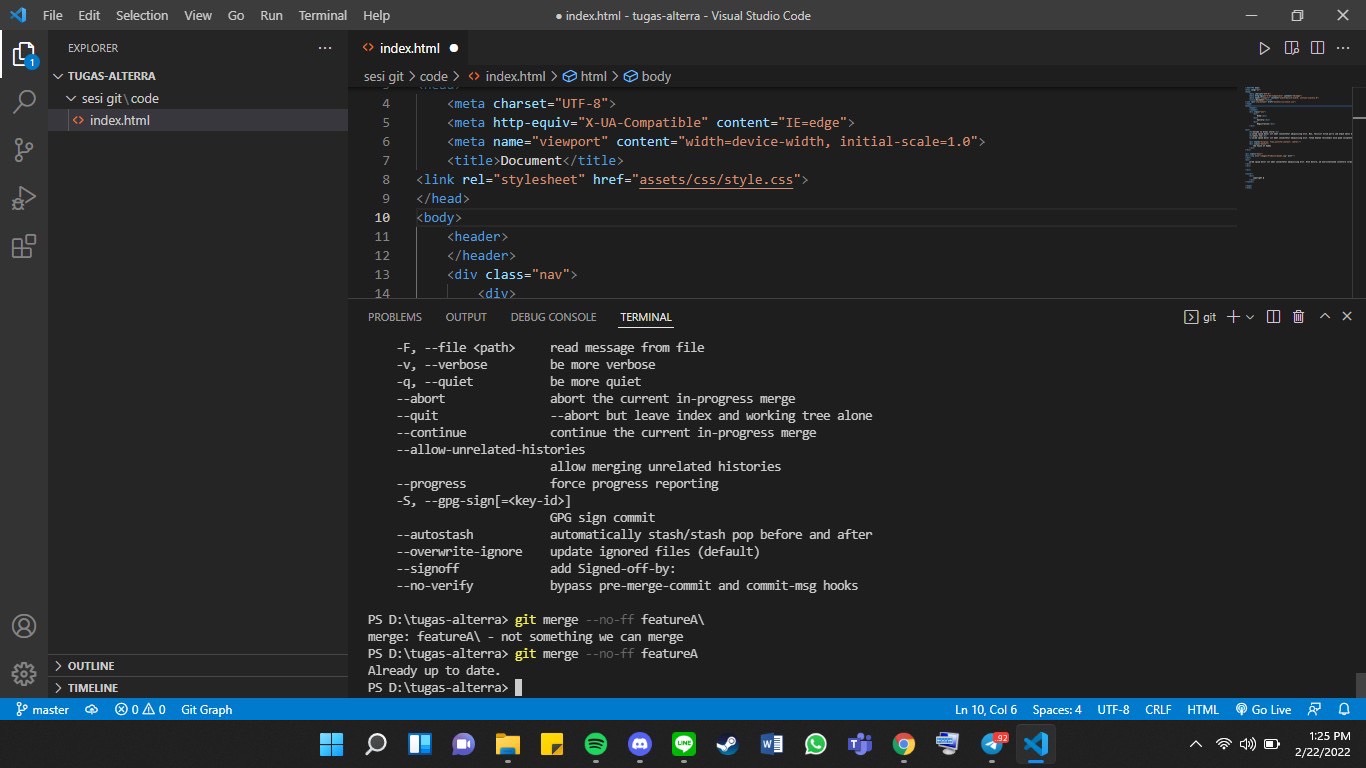 File Edit Selection View Go Run Terminal Help
● index.html - tugas-alterra - Visual Studio Code
1
EXPLORER
TUGAS-ALTERRA
sesi git\code
index.html
OUTLINE
TIMELINE
index.html
sesi git > code > index.html > html > body
4 <meta charset="UTF-8">
5 <meta http-equiv="X-UA-Compatible" content="IE=edge">
6 <meta name="viewport" content="width=device-width, initial-scale=1.0">
7 <title>Document</title>
8 <link rel="stylesheet" href="assets/css/style.css">
9 </head>
10 <body>
11 <header>
12 </header>
13 <div class="nav">
14 <div>
PROBLEMS OUTPUT DEBUG CONSOLE TERMINAL
git
-F, --file <path> read message from file
-v, --verbose be more verbose
-q, --quiet be more quiet
--abort abort the current in-progress merge
--quit --abort but leave index and working tree alone
--continue continue the current in-progress merge
--allow-unrelated-histories
allow merging unrelated histories
--progress force progress reporting
-S, --gpg-sign[=<key-id>]
GPG sign commit
--autostash automatically stash/stash pop before and after
--overwrite-ignore update ignored files (default)
--signoff add Signed-off-by:
--no-verify bypass pre-merge-commit and commit-msg hooks
PS D:\tugas-alterra> git merge --no-ff featureA\
merge: featureA\ - not something we can merge
PS D:\tugas-alterra> git merge --no-ff featureA
Already up to date.
PS D:\tugas-alterra>
master 0 0 Git Graph
Ln 10, Col 6 Spaces: 4 UTF-8 CRLF HTML Go Live
LINE
92
1:25 PM
2/22/2022